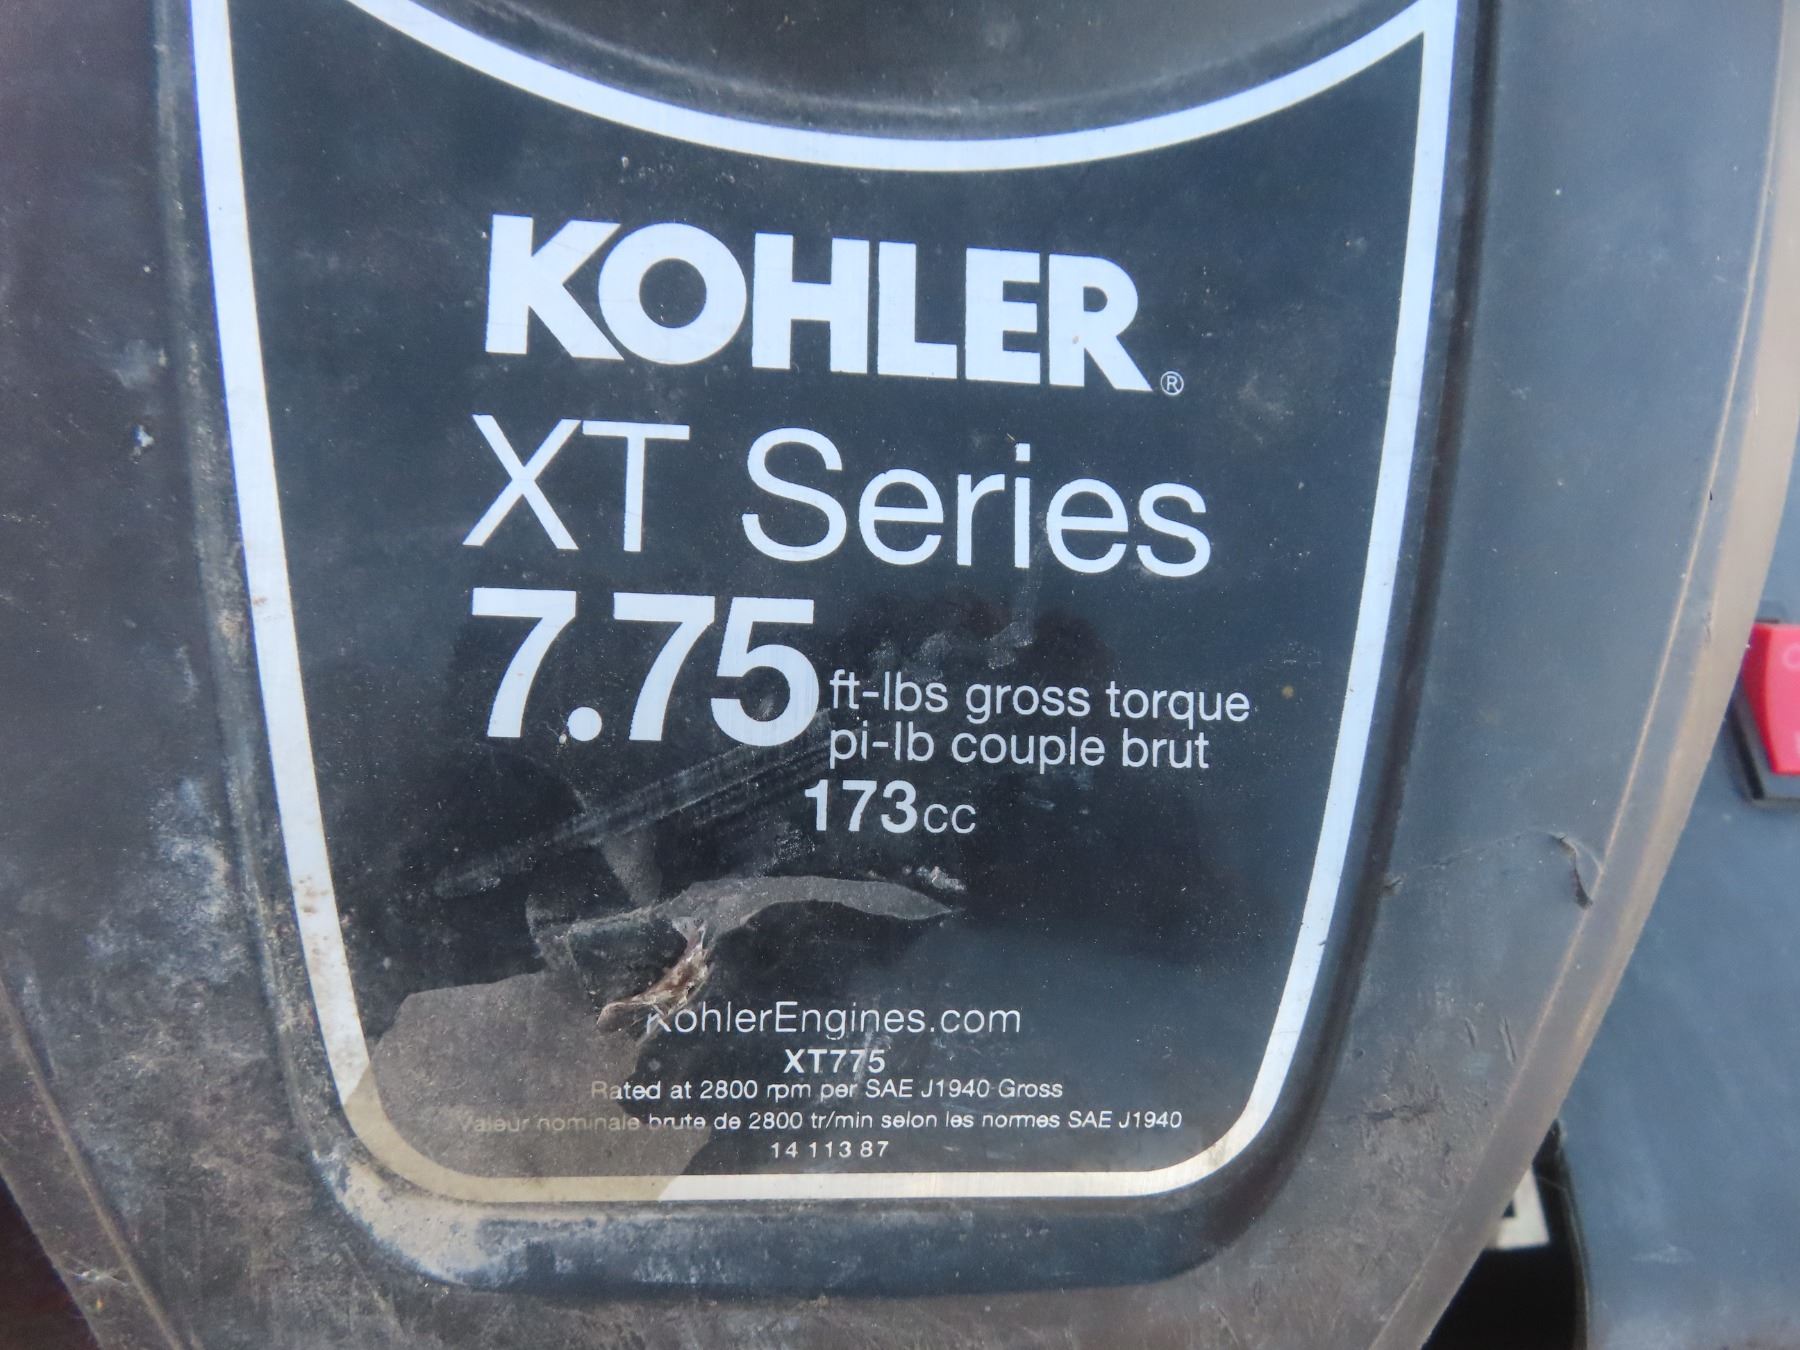 KOHLER®
XT Series
7.75 ft-lbs gross torque
pi-lb couple brut
173cc
KohlerEngines.com
XT775
Rated at 2800 rpm per SAE J1940 Gross
Valeur nominale brute de 2800 tr/min selon les normes SAE J1940
14 113 87